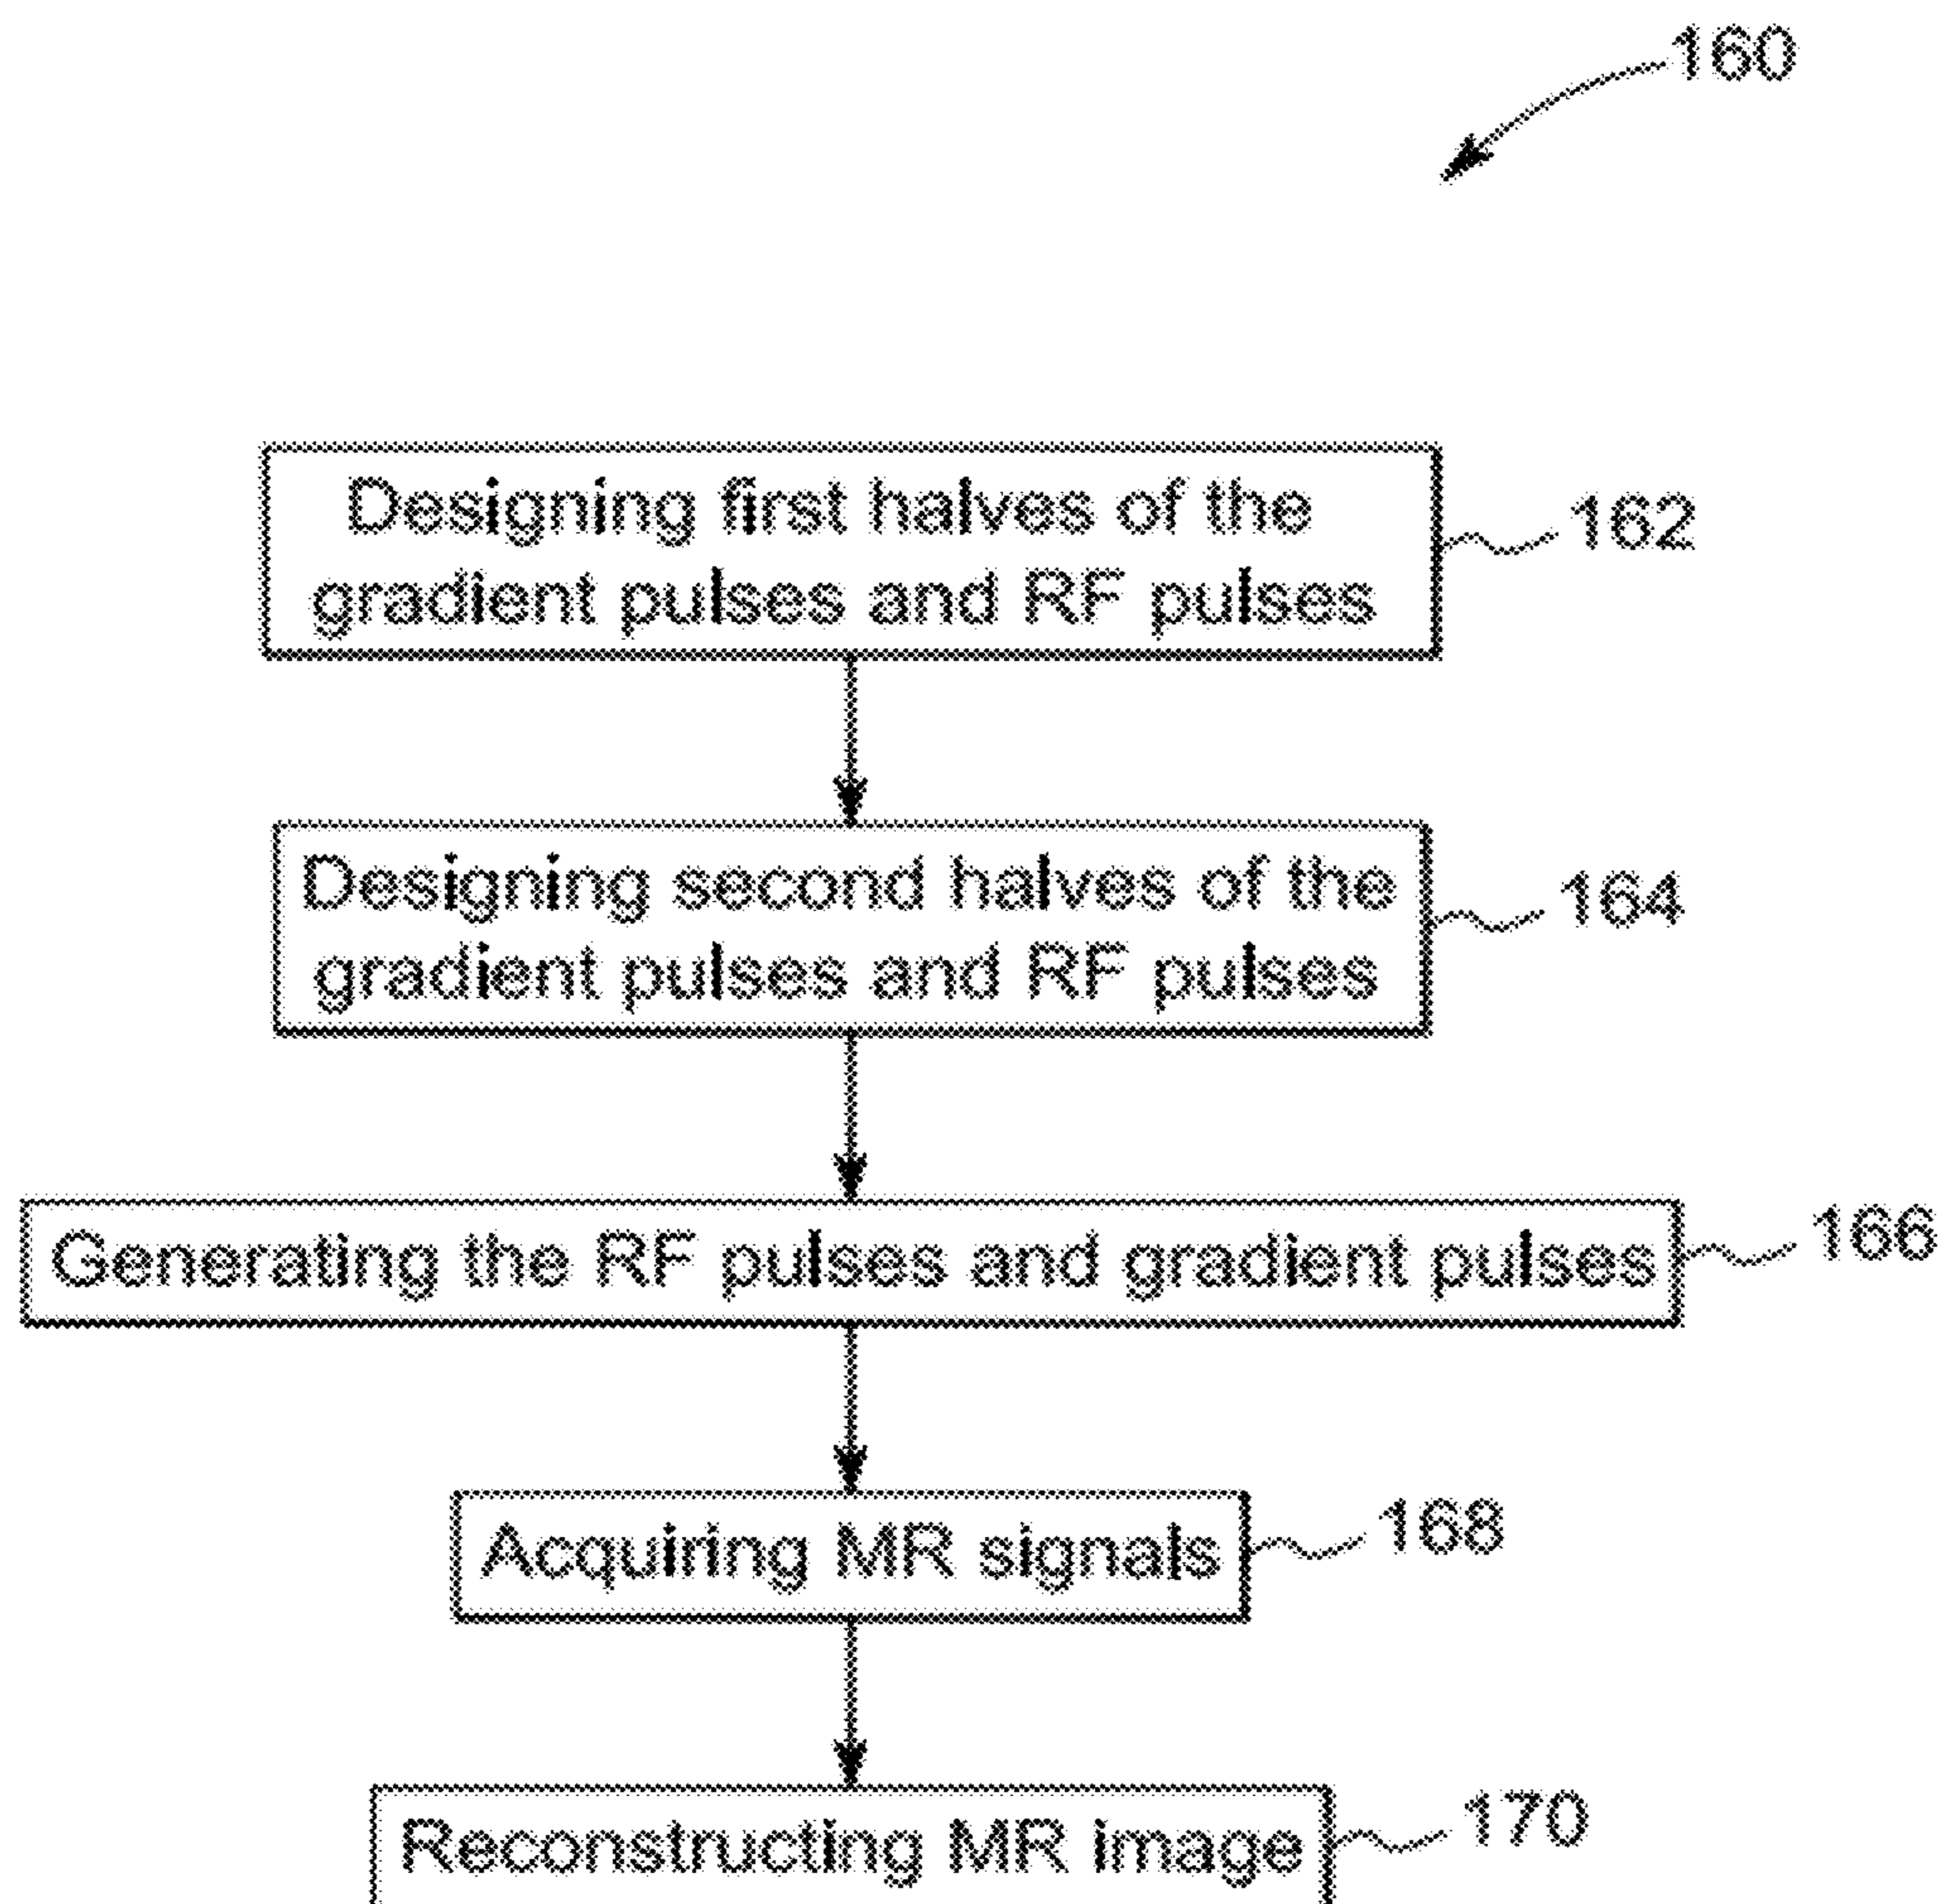 160
Designing first halves of the
gradient pulses and RF pulses
162
Designing second halves of the
gradient pulses and RF pulses
164
Generating the RF pulses and gradient pulses
166
Acquiring MR signals
168
Reconstructing MR image
170